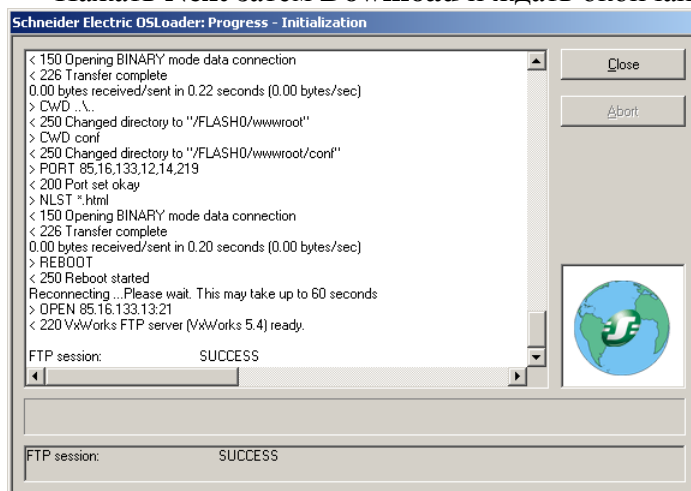 Schneider Electric OSLoader: Progress - Initialization
< 150 Opening BINARY mode data connection
< 226 Transfer complete
0.00 bytes received/sent in 0.22 seconds (0.00 bytes/sec)
> CWD ..\..
< 250 Changed directory to "/FLASH0/wwwroot"
> CWD conf
< 250 Changed directory to "/FLASH0/wwwroot/conf"
> PORT 85,16,133,12,14,219
< 200 Port set okay
> NLST *.html
< 150 Opening BINARY mode data connection
< 226 Transfer complete
0.00 bytes received/sent in 0.20 seconds (0.00 bytes/sec)
> REBOOT
< 250 Reboot started
Reconnecting ...Please wait. This may take up to 60 seconds
> OPEN 85.16.133.13:21
< 220 VxWorks FTP server (VxWorks 5.4) ready.
FTP session: SUCCESS
Close
Abort
FTP session: SUCCESS